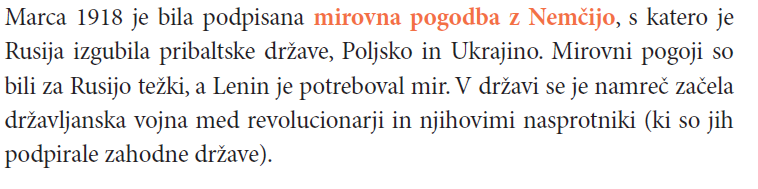 Marca 1918 je bila podpisana mirovna pogodba z Nemčijo, s katero je
Rusija izgubila pribaltske države, Poljsko in Ukrajino. Mirovni pogoji so
bili za Rusijo težki, a Lenin je potreboval mir. V državi se je namreč začela
državljanska vojna med revolucionarji in njihovimi nasprotniki (ki so jih
podpirale zahodne države).